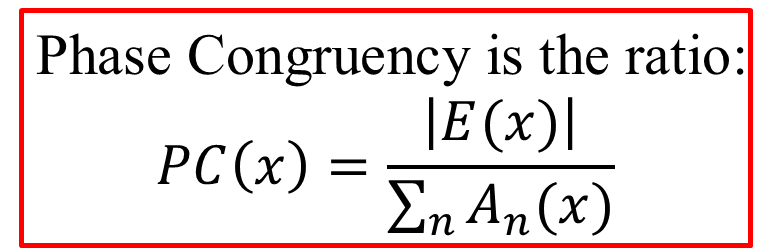 Phase Congruency is the ratio:
𝑃𝐶(𝑥) = |𝐸(𝑥)| / ∑ₙ 𝐴ₙ(𝑥)